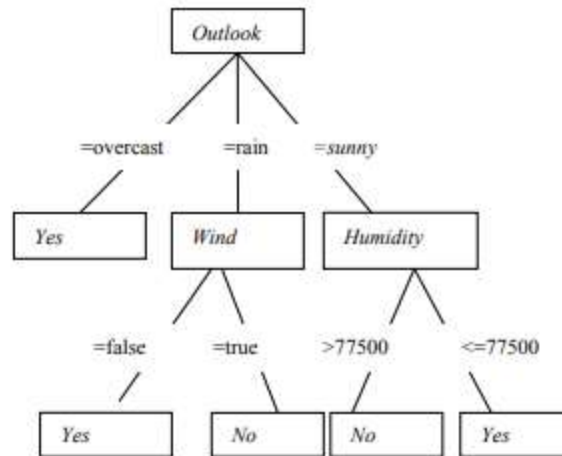 Outlook
=overcast =rain =sunny
Yes Wind Humidity
=false =true >77500 <=77500
Yes No No Yes